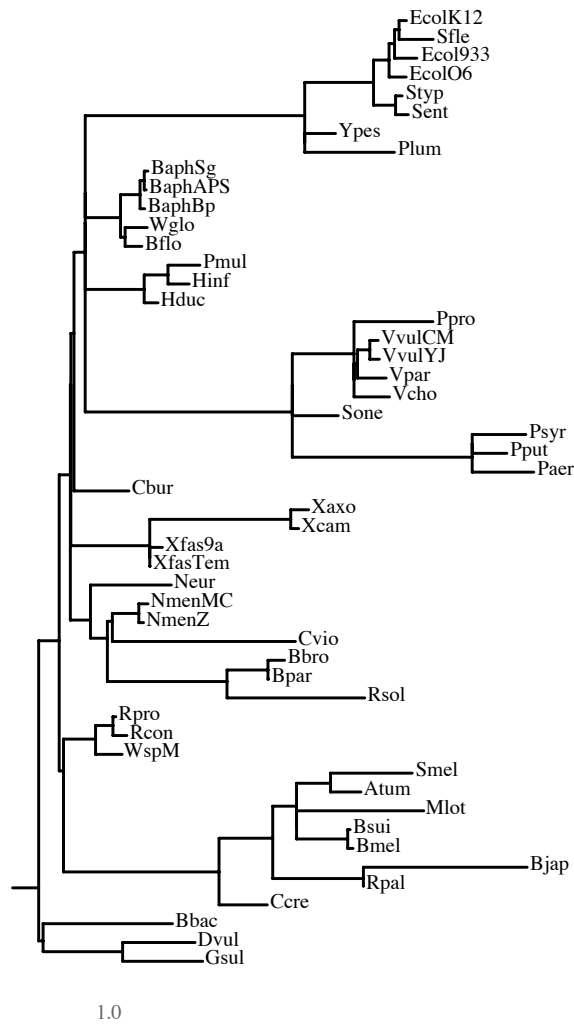 EcolK12
Sfle
Ecol933
EcolO6
Styp
Sent
Ypes
Plum
BaphSg
BaphAPS
BaphBp
Wglo
Bflo
Pmul
Hinf
Hduc
Ppro
VvulCM
VvulYJ
Vpar
Vcho
Sone
Psyr
Pput
Paer
Cbur
Xaxo
Xcam
Xfas9a
XfasTem
Neur
NmenMC
NmenZ
Cvio
Bbro
Bpar
Rsol
Rpro
Rcon
WspM
Smel
Atum
Mlot
Bsui
Bmel
Bjap
Rpal
Ccre
Bbac
Dvul
Gsul
1.0